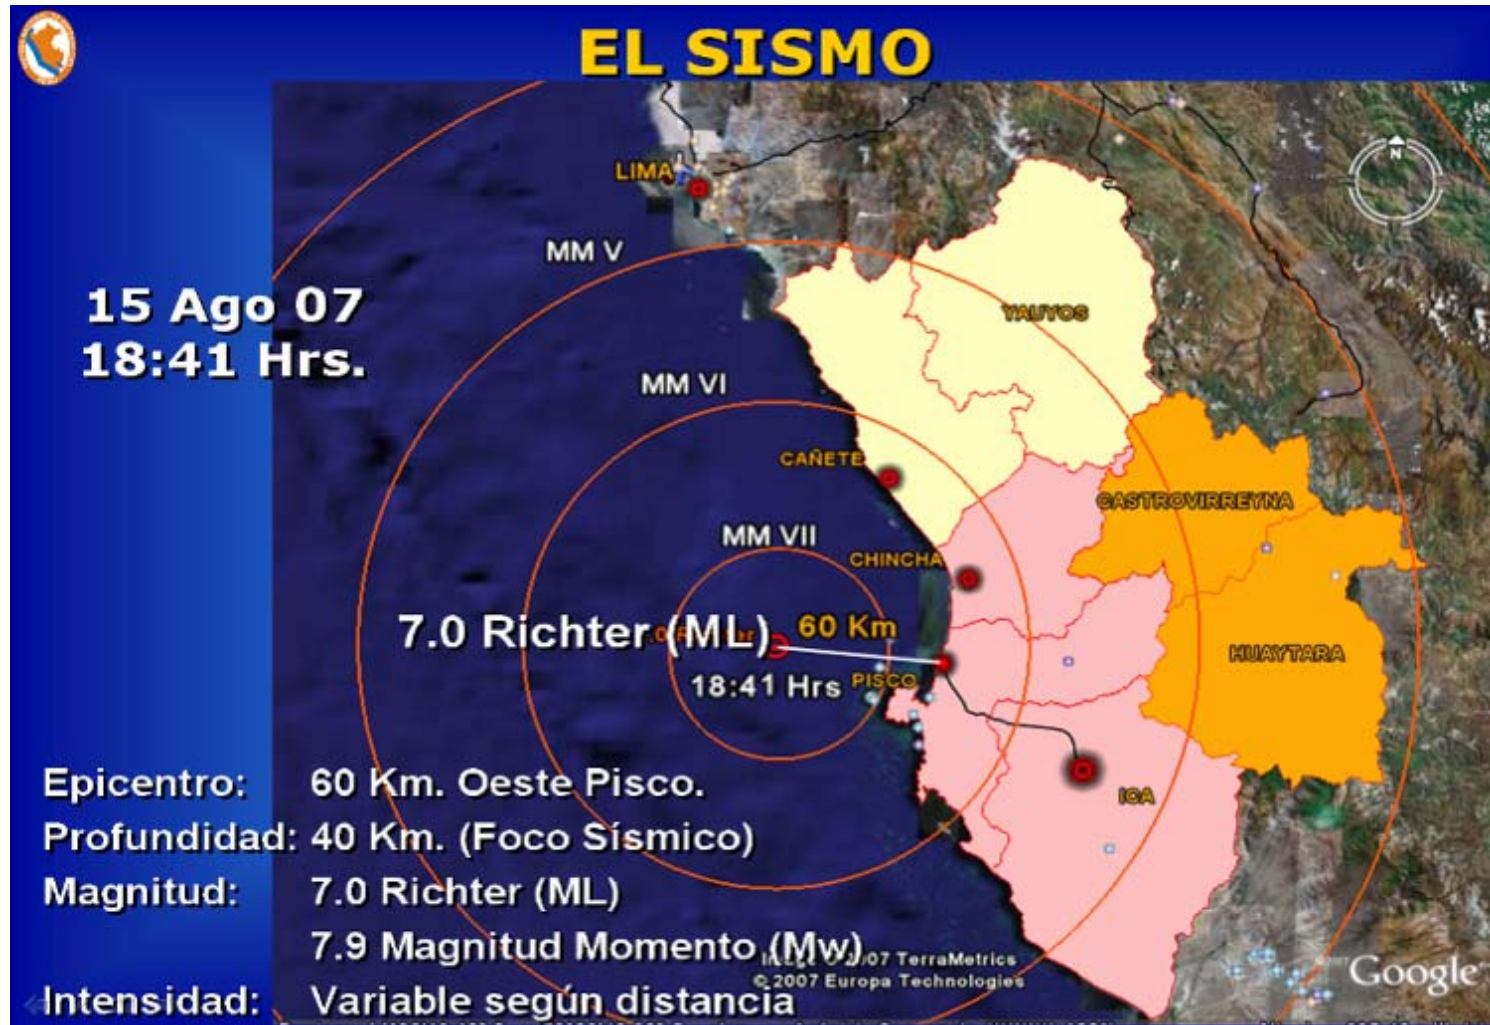 EL SISMO
N
LIMA
MM V
15 Ago 07
18:41 Hrs.
YAUYOS
MM VI
CAÑETE
CASTROVIRREYNA
MM VII
CHINCHA
7.0 Richter (ML)
60 Km
HUAYTARA
18:41 Hrs
PISCO
ICA
Epicentro: 60 Km. Oeste Pisco.
Profundidad: 40 Km. (Foco Sísmico)
Magnitud: 7.0 Richter (ML)
7.9 Magnitud Momento (Mw)
2007 TerraMetrics
© 2007 Europa Technologies
Google
Intensidad: Variable según distancia